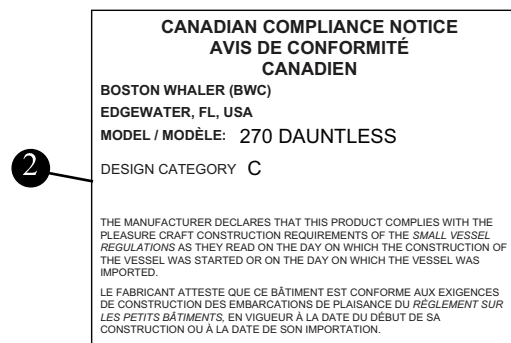 CANADIAN COMPLIANCE NOTICE
AVIS DE CONFORMITÉ
CANADIEN
BOSTON WHALER (BWC)
EDGEWATER, FL, USA
MODEL / MODÈLE: 270 DAUNTLESS
2
DESIGN CATEGORY C
THE MANUFACTURER DECLARES THAT THIS PRODUCT COMPLIES WITH THE
PLEASURE CRAFT CONSTRUCTION REQUIREMENTS OF THE SMALL VESSEL
REGULATIONS AS THEY READ ON THE DAY ON WHICH THE CONSTRUCTION OF
THE VESSEL WAS STARTED OR ON THE DAY ON WHICH THE VESSEL WAS
IMPORTED.
LE FABRICANT ATTESTE QUE CE BÂTIMENT EST CONFORME AUX EXIGENCES
DE CONSTRUCTION DES EMBARCATIONS DE PLAISANCE DU RÈGLEMENT SUR
LES PETITS BÂTIMENTS, EN VIGUEUR À LA DATE DU DÉBUT DE SA
CONSTRUCTION OU À LA DATE DE SON IMPORTATION.